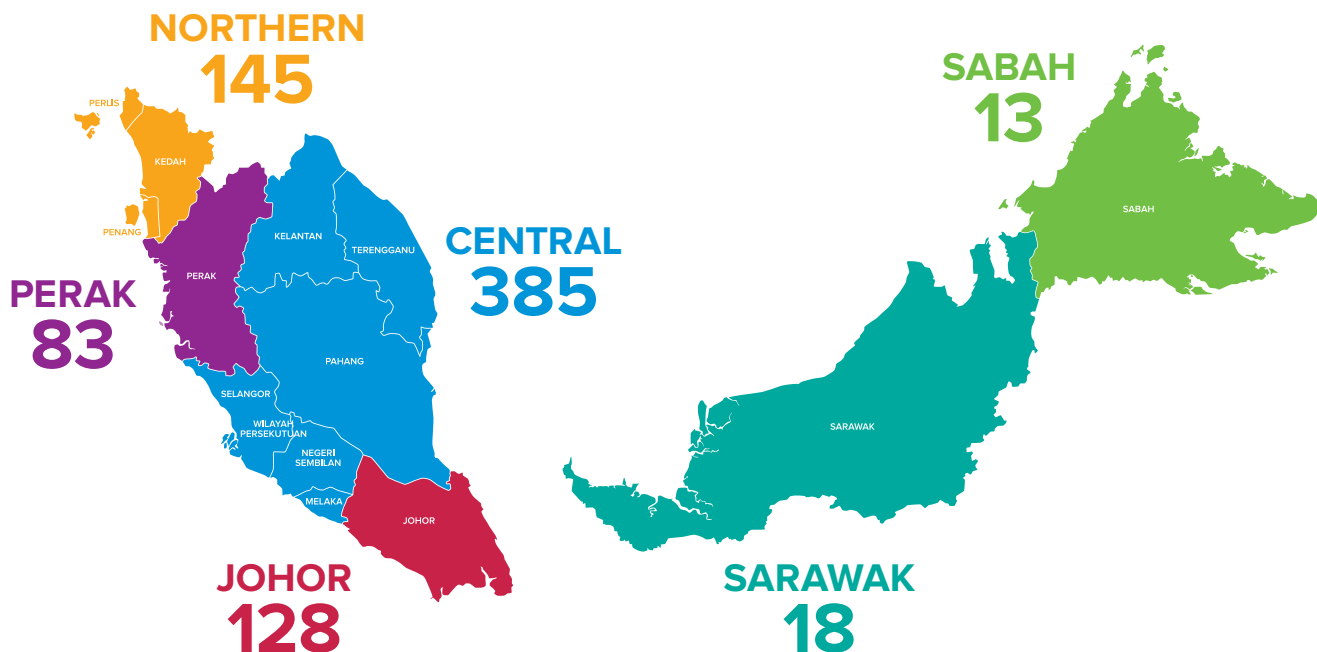 NORTHERN
145
PERLIS
KEDAH
PENANG
PERAK
83
PERAK
KELANTAN
TERENGGANU
CENTRAL
385
PAHANG
SELANGOR
WILAYAH
PERSEKUTUAN
NEGERI
SEMBILAN
MELAKA
JOHOR
JOHOR
128
SABAH
13
SABAH
SARAWAK
SARAWAK
18